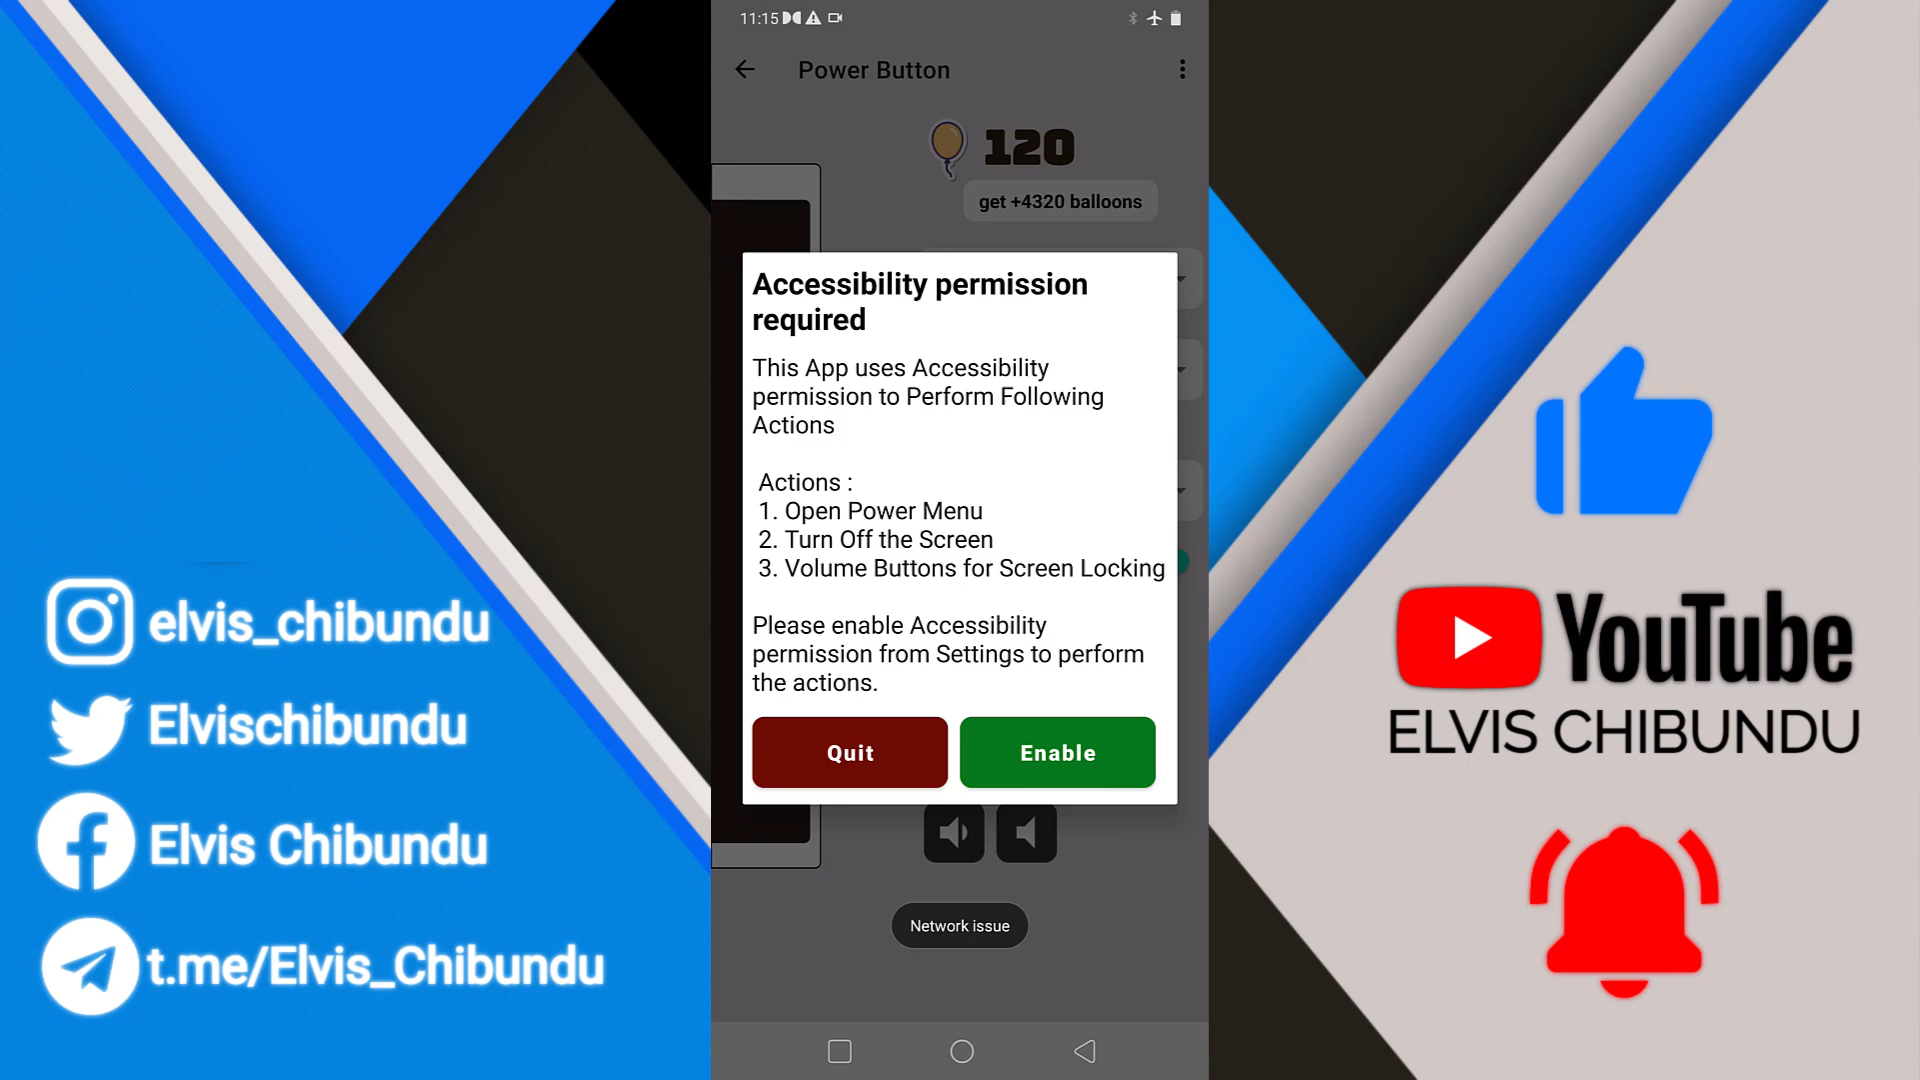 11:15
Power Button
120
get +4320 balloons
Accessibility permission
required
This App uses Accessibility
permission to Perform Following
Actions
Actions :
1. Open Power Menu
2. Turn Off the Screen
3. Volume Buttons for Screen Locking
Please enable Accessibility
permission from Settings to perform
the actions.
Quit
Enable
Network issue
elvis_chibundu
Elvischibundu
Elvis Chibundu
t.me/Elvis_Chibundu
YouTube
ELVIS CHIBUNDU